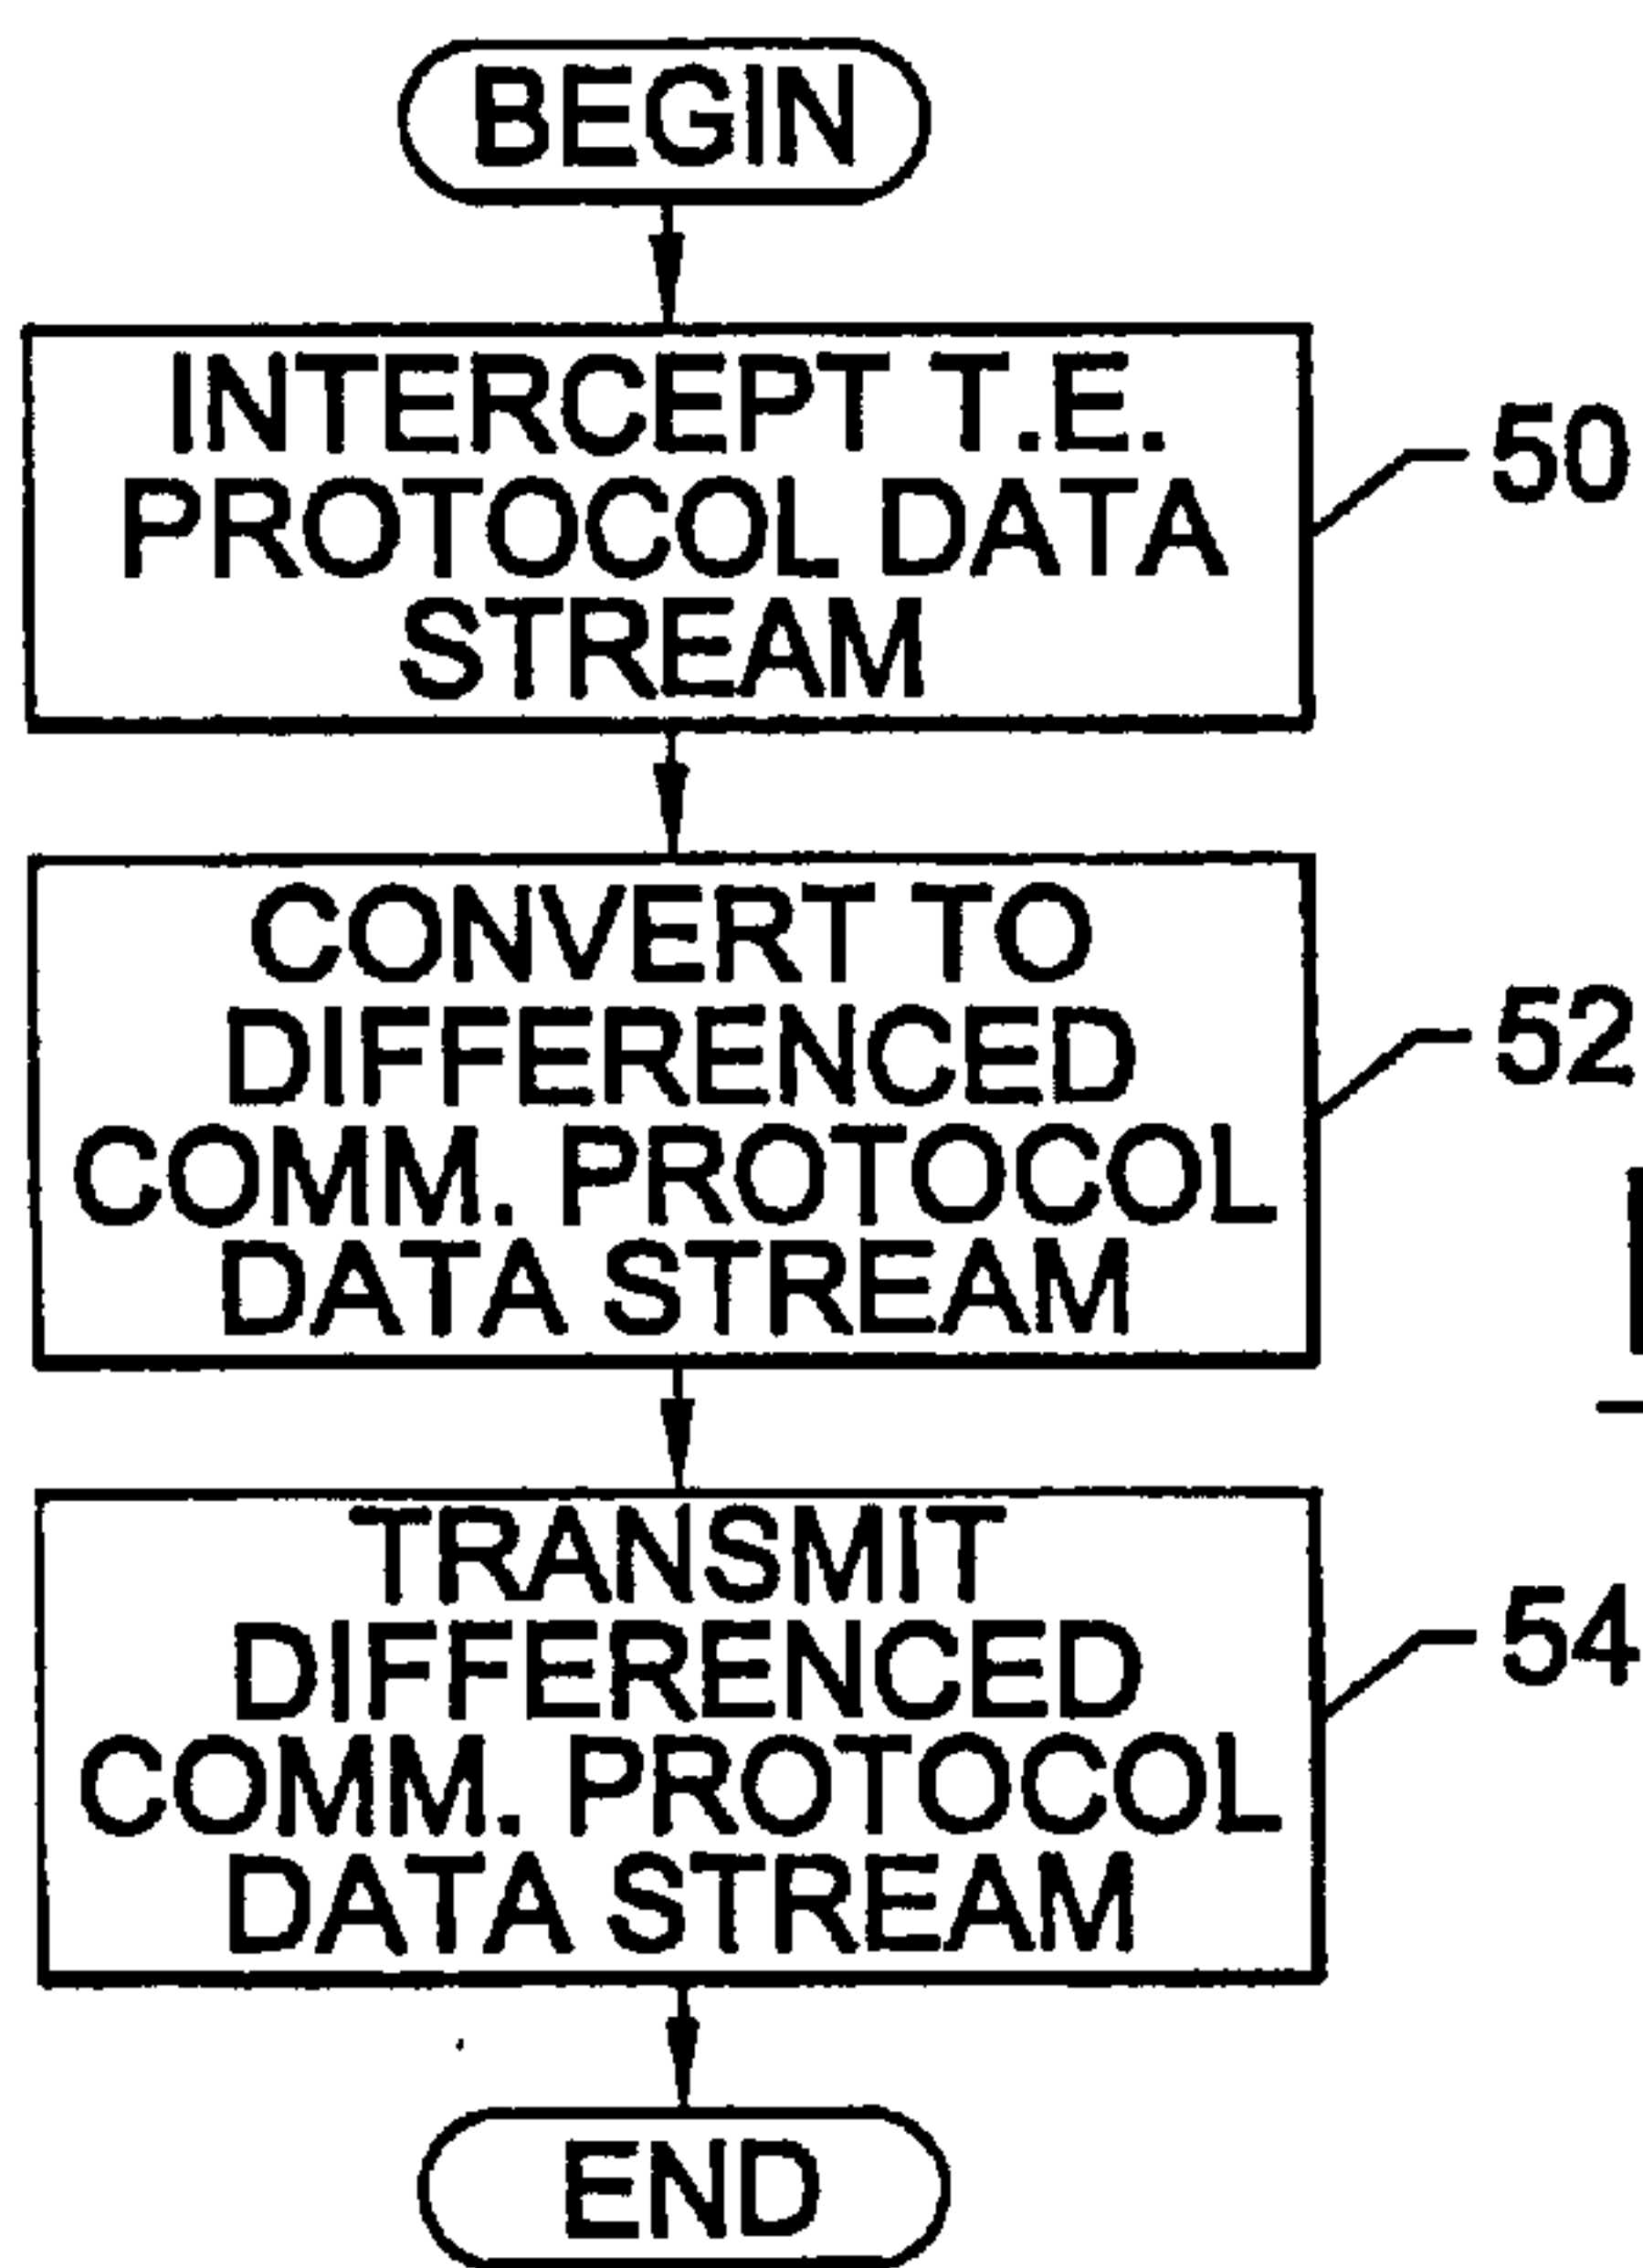 BEGIN
INTERCEPT T.E.
PROTOCOL DATA
STREAM
50
CONVERT TO
DIFFERENCED
COMM. PROTOCOL
DATA STREAM
52
TRANSMIT
DIFFERENCED
COMM. PROTOCOL
DATA STREAM
54
END